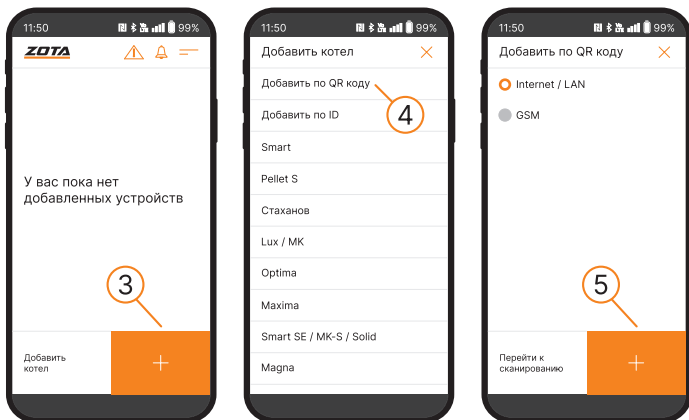 11:50 99%
ZOTA
У вас пока нет
добавленных устройств
3
Добавить
котел
11:50 99%
Добавить котел
Добавить по QR коду
4
Добавить по ID
Smart
Pellet S
Стаханов
Lux / MK
Optima
Maxima
Smart SE / MK-S / Solid
Magna
11:50 99%
Добавить по QR коду
Internet / LAN
GSM
5
Перейти к
сканированию